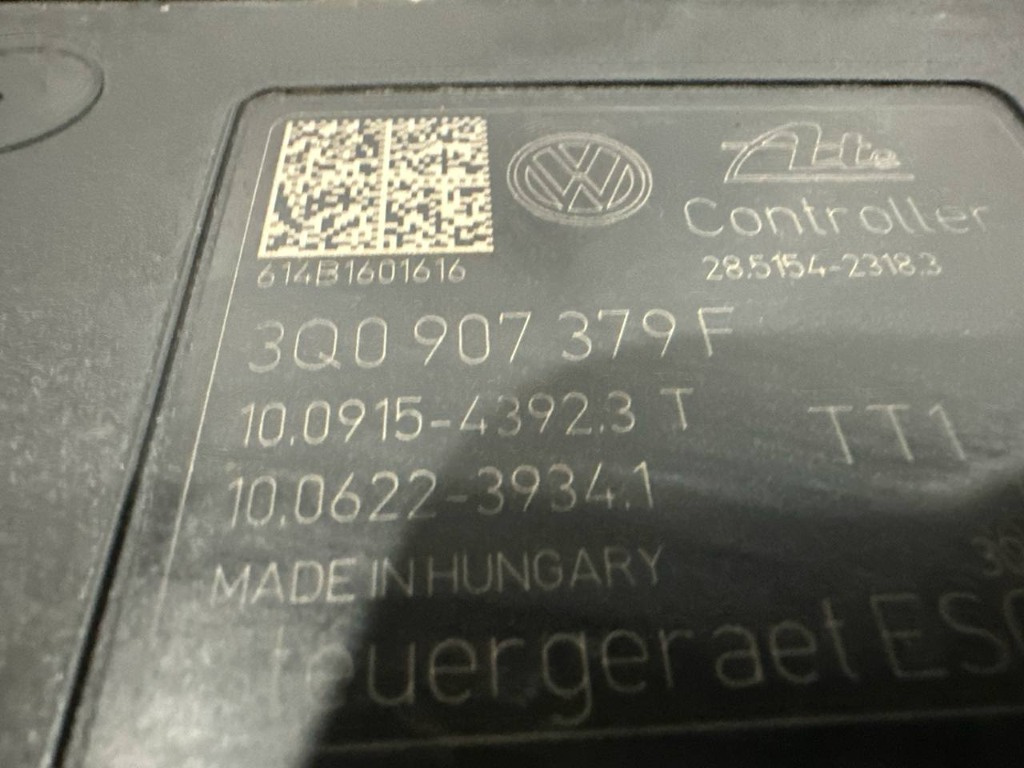 Ate
Controller
28.5154-2318.3
614B1601616
3Q0 907 379 F
10.0915-4392.3 T
TT1
10.0622-3934.1
MADE IN HUNGARY
teuergeraet ES